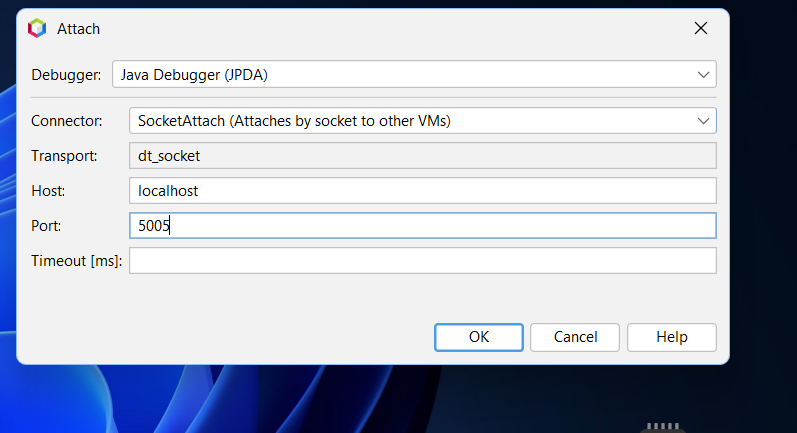 Attach
Debugger: Java Debugger (JPDA)
Connector: SocketAttach (Attaches by socket to other VMs)
Transport: dt_socket
Host: localhost
Port: 5005
Timeout [ms]:
OK Cancel Help